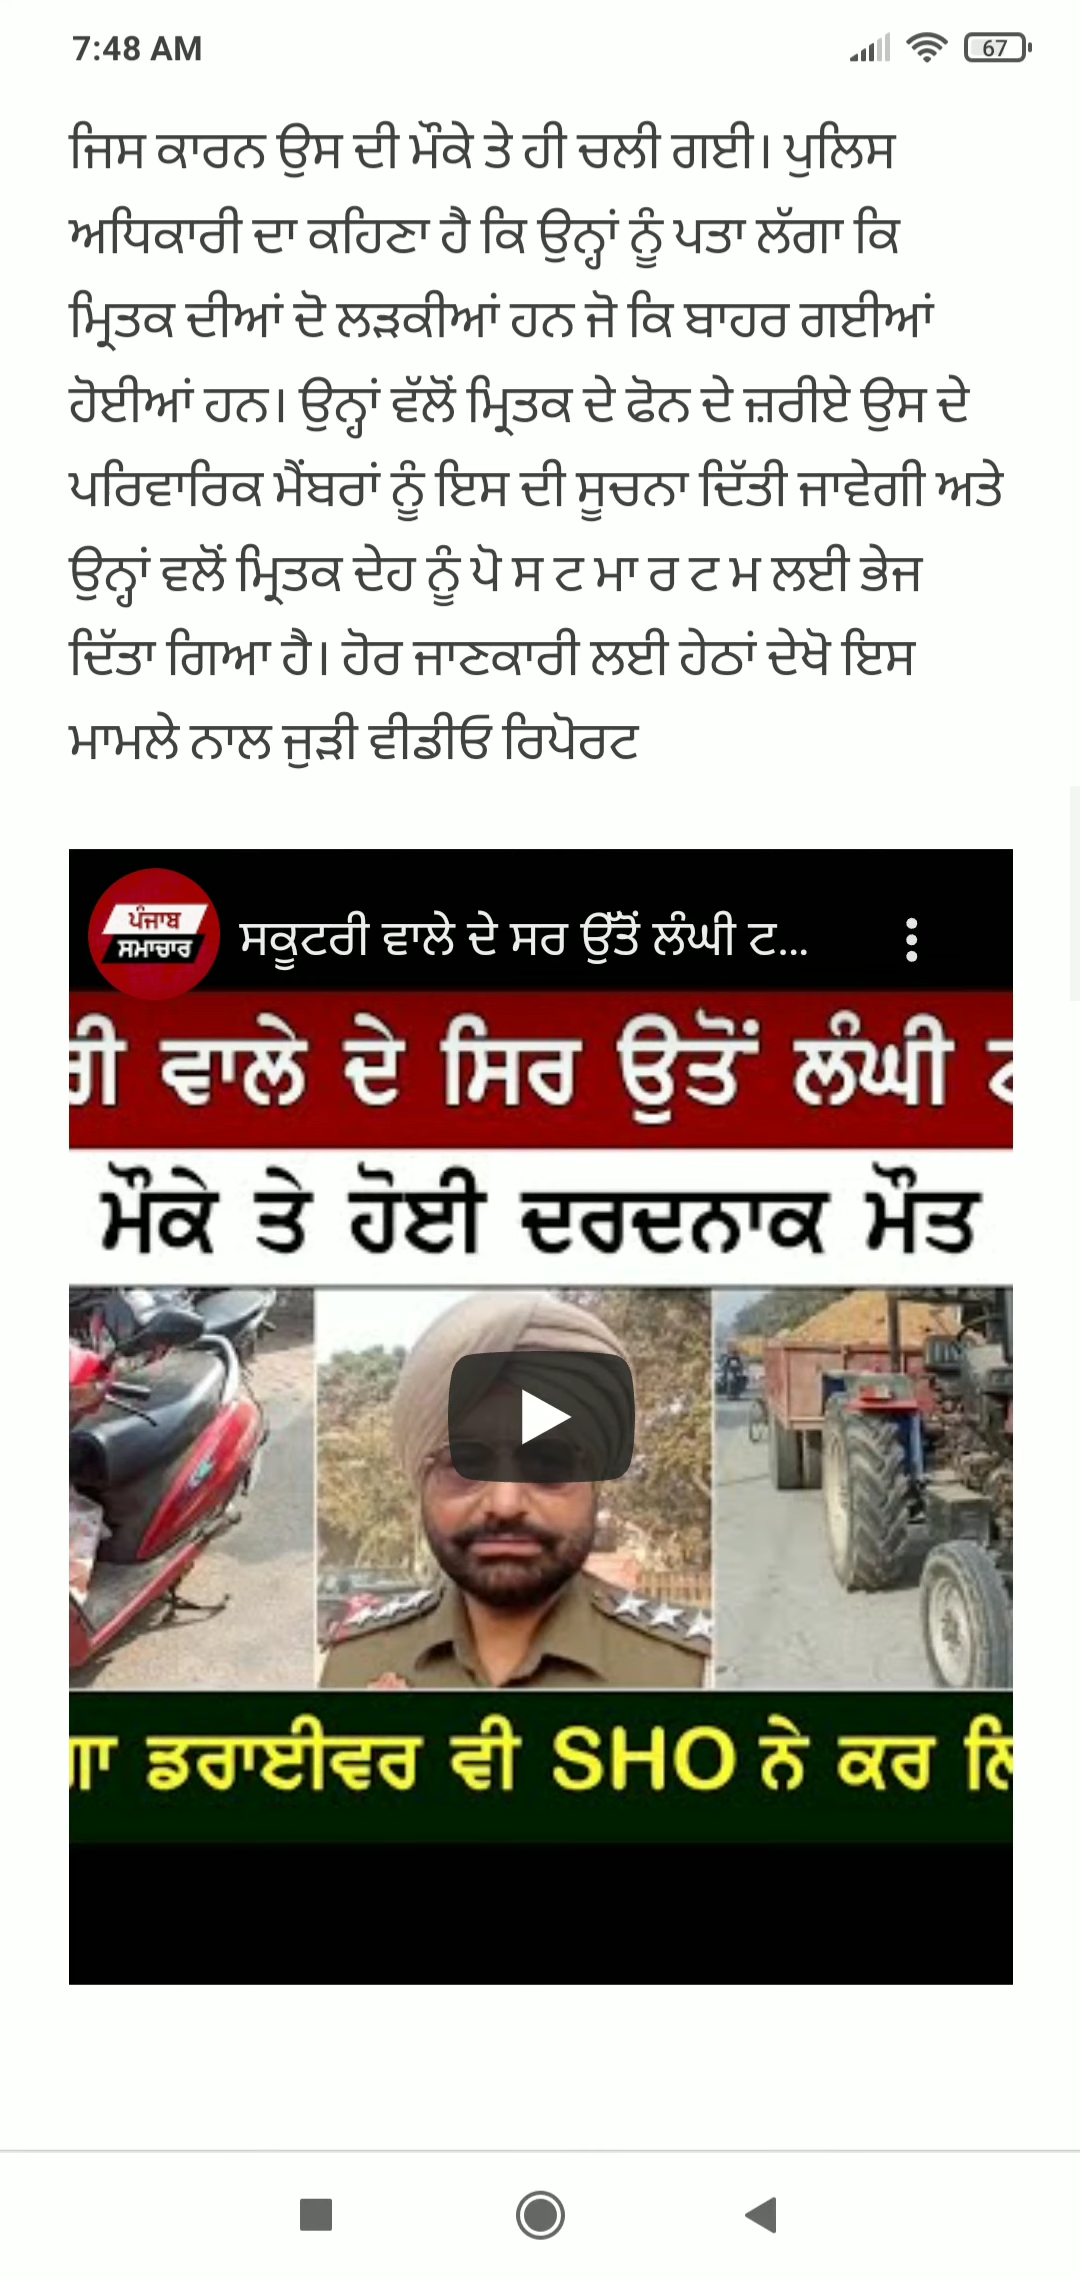 7:48 AM
67
ਜਿਸ ਕਾਰਨ ਉਸ ਦੀ ਮੌਕੇ ਤੇ ਹੀ ਚਲੀ ਗਈ। ਪੁਲਿਸ
ਅਧਿਕਾਰੀ ਦਾ ਕਹਿਣਾ ਹੈ ਕਿ ਉਨ੍ਹਾਂ ਨੂੰ ਪਤਾ ਲੱਗਾ ਕਿ
ਮ੍ਰਿਤਕ ਦੀਆਂ ਦੋ ਲੜਕੀਆਂ ਹਨ ਜੋ ਕਿ ਬਾਹਰ ਗਈਆਂ
ਹੋਈਆਂ ਹਨ। ਉਨ੍ਹਾਂ ਵੱਲੋਂ ਮ੍ਰਿਤਕ ਦੇ ਫੋਨ ਦੇ ਜ਼ਰੀਏ ਉਸ ਦੇ
ਪਰਿਵਾਰਿਕ ਮੈਂਬਰਾਂ ਨੂੰ ਇਸ ਦੀ ਸੂਚਨਾ ਦਿੱਤੀ ਜਾਵੇਗੀ ਅਤੇ
ਉਨ੍ਹਾਂ ਵਲੋਂ ਮ੍ਰਿਤਕ ਦੇਹ ਨੂੰ ਪੋ ਸ ਟ ਮਾ ਰ ਟ ਮ ਲਈ ਭੇਜ
ਦਿੱਤਾ ਗਿਆ ਹੈ। ਹੋਰ ਜਾਣਕਾਰੀ ਲਈ ਹੇਠਾਂ ਦੇਖੋ ਇਸ
ਮਾਮਲੇ ਨਾਲ ਜੁੜੀ ਵੀਡੀਓ ਰਿਪੋਰਟ
ਪੰਜਾਬ
ਸਮਾਚਾਰ
ਸਕੂਟਰੀ ਵਾਲੇ ਦੇ ਸਰ ਉੱਤੋਂ ਲੰਘੀ ਟ...
ਰੀ ਵਾਲੇ ਦੇ ਸਿਰ ਉਤੋਂ ਲੰਘੀ
ਮੌਕੇ ਤੇ ਹੋਈ ਦਰਦਨਾਕ ਮੌਤ
ਗਾ ਡਰਾਈਵਰ ਵੀ SHO ਨੇ ਕਰ ਲਿ